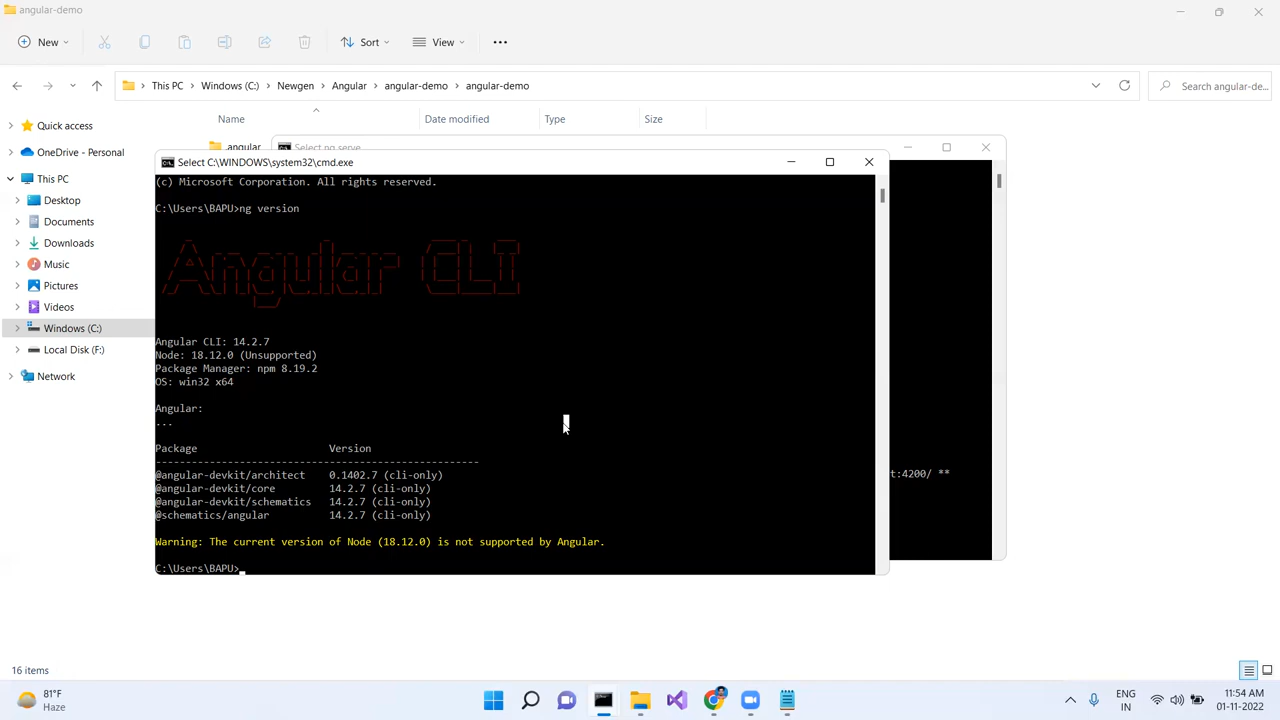 angular-demo
New
Sort
View
This PC > Windows (C:) > Newgen > Angular > angular-demo > angular-demo
Search angular-de...
Name
Date modified
Type
Size
Quick access
OneDrive - Personal
This PC
Desktop
Documents
Downloads
Music
Pictures
Videos
Windows (C:)
Local Disk (F:)
Network
.angular
Select ng serve
t:4200/ **
Select C:\WINDOWS\system32\cmd.exe
(c) Microsoft Corporation. All rights reserved.
C:\Users\BAPU>ng version
Angular CLI
Angular CLI: 14.2.7
Node: 18.12.0 (Unsupported)
Package Manager: npm 8.19.2
OS: win32 x64
Angular:
...
Package Version
------------------------------------------------------
@angular-devkit/architect 0.1402.7 (cli-only)
@angular-devkit/core 14.2.7 (cli-only)
@angular-devkit/schematics 14.2.7 (cli-only)
@schematics/angular 14.2.7 (cli-only)
Warning: The current version of Node (18.12.0) is not supported by Angular.
C:\Users\BAPU>
16 items
81°F
Haze
ENG
IN
11:54 AM
01-11-2022